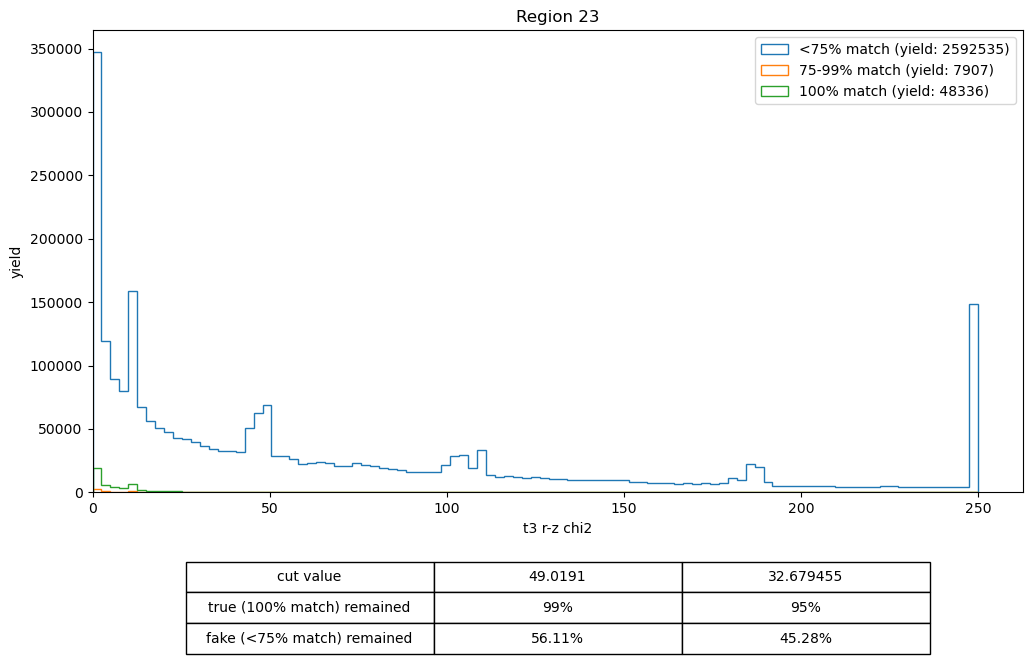 Region 23
350000
300000
250000
200000
150000
100000
50000
0
yield
<75% match (yield: 2592535)
75-99% match (yield: 7907)
100% match (yield: 48336)
0 50 100 150 200 250
t3 r-z chi2
cut value 49.0191 32.679455
true (100% match) remained 99% 95%
fake (<75% match) remained 56.11% 45.28%